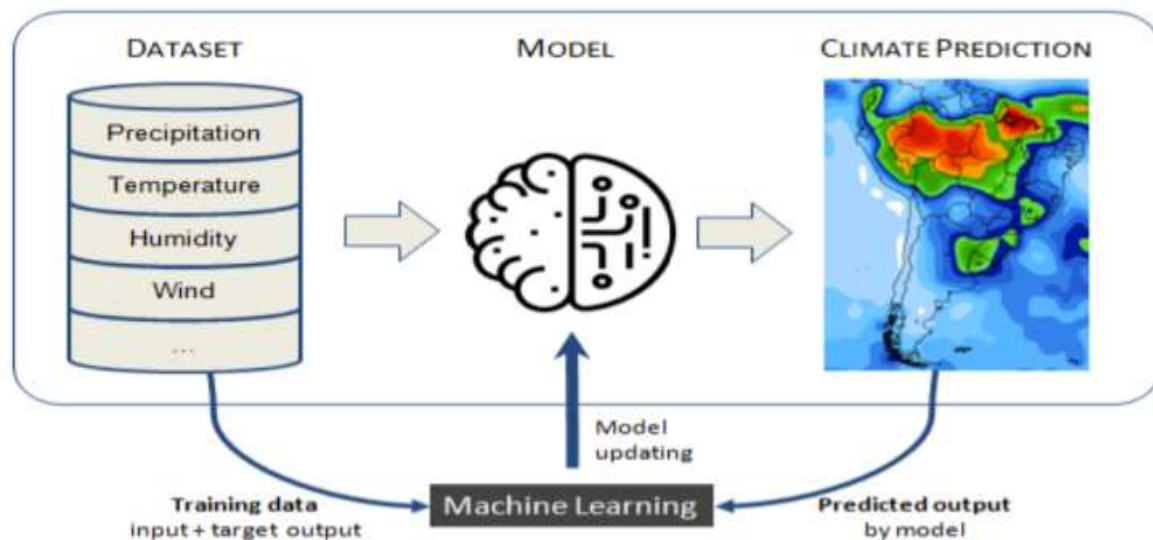 DATASET
MODEL
CLIMATE PREDICTION
Precipitation
Temperature
Humidity
Wind
...
Model
updating
Training data
input + target output
Machine Learning
Predicted output
by model